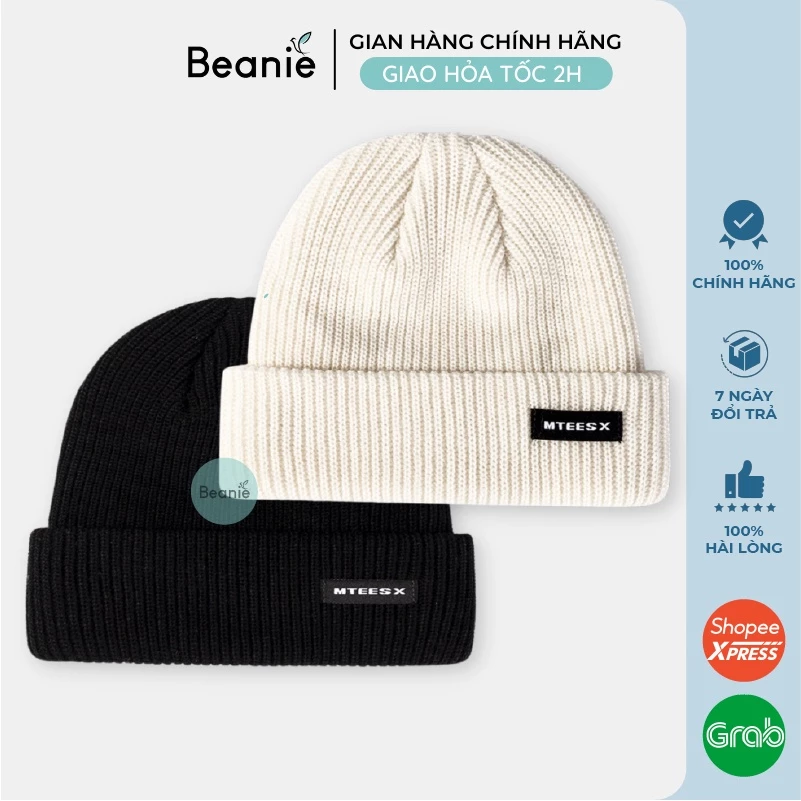 Beanie
GIAN HÀNG CHÍNH HÃNG
GIAO HỎA TỐC 2H
100%
CHÍNH HÃNG
7 NGÀY
ĐỔI TRẢ
100%
HÀI LÒNG
MTEESX
Beanie
MTEESX
Shopee
XPRESS
Grab